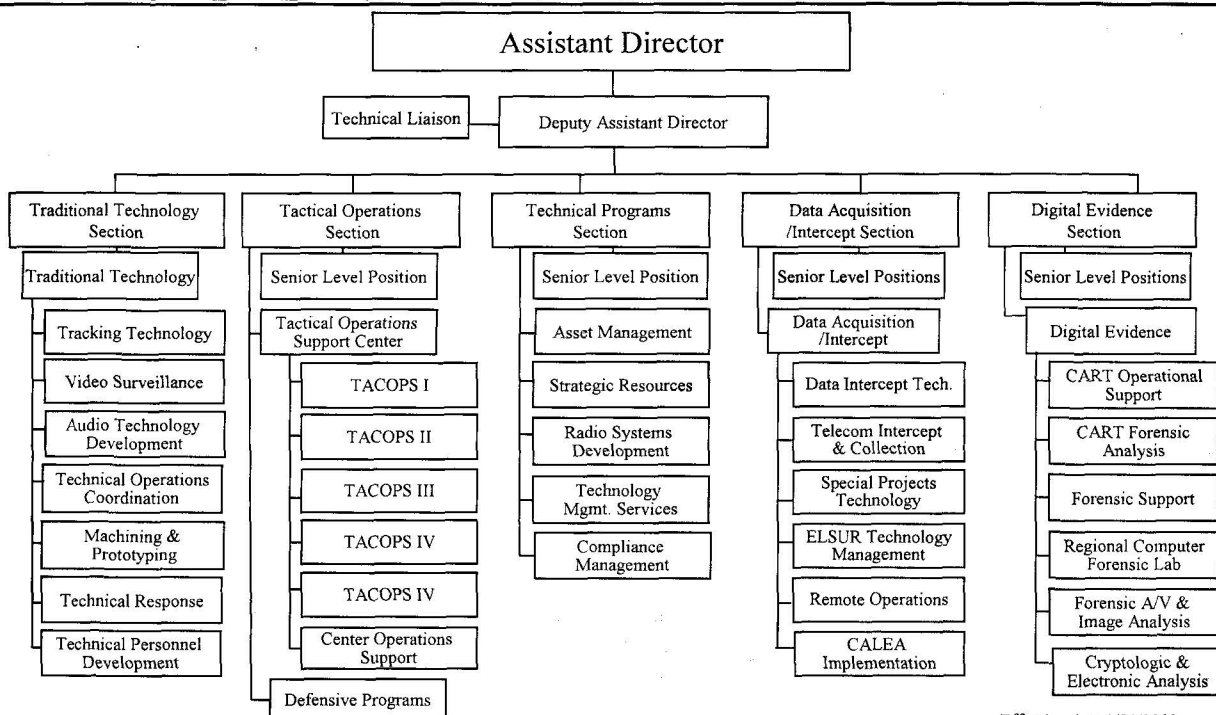 Assistant Director
Technical Liaison
Deputy Assistant Director
Traditional Technology
Section
Traditional Technology
Tracking Technology
Video Surveillance
Audio Technology
Development
Technical Operations
Coordination
Machining &
Prototyping
Technical Response
Technical Personnel
Development
Tactical Operations
Section
Senior Level Position
Tactical Operations
Support Center
TACOPS I
TACOPS II
TACOPS III
TACOPS IV
TACOPS IV
Center Operations
Support
Defensive Programs
Technical Programs
Section
Senior Level Position
Asset Management
Strategic Resources
Radio Systems
Development
Technology
Mgmt. Services
Compliance
Management
Data Acquisition
/Intercept Section
Senior Level Positions
Data Acquisition
/Intercept
Data Intercept Tech.
Telecom Intercept
& Collection
Special Projects
Technology
ELSUR Technology
Management
Remote Operations
CALEA
Implementation
Digital Evidence
Section
Senior Level Positions
Digital Evidence
CART Operational
Support
CART Forensic
Analysis
Forensic Support
Regional Computer
Forensic Lab
Forensic A/V &
Image Analysis
Cryptologic &
Electronic Analysis